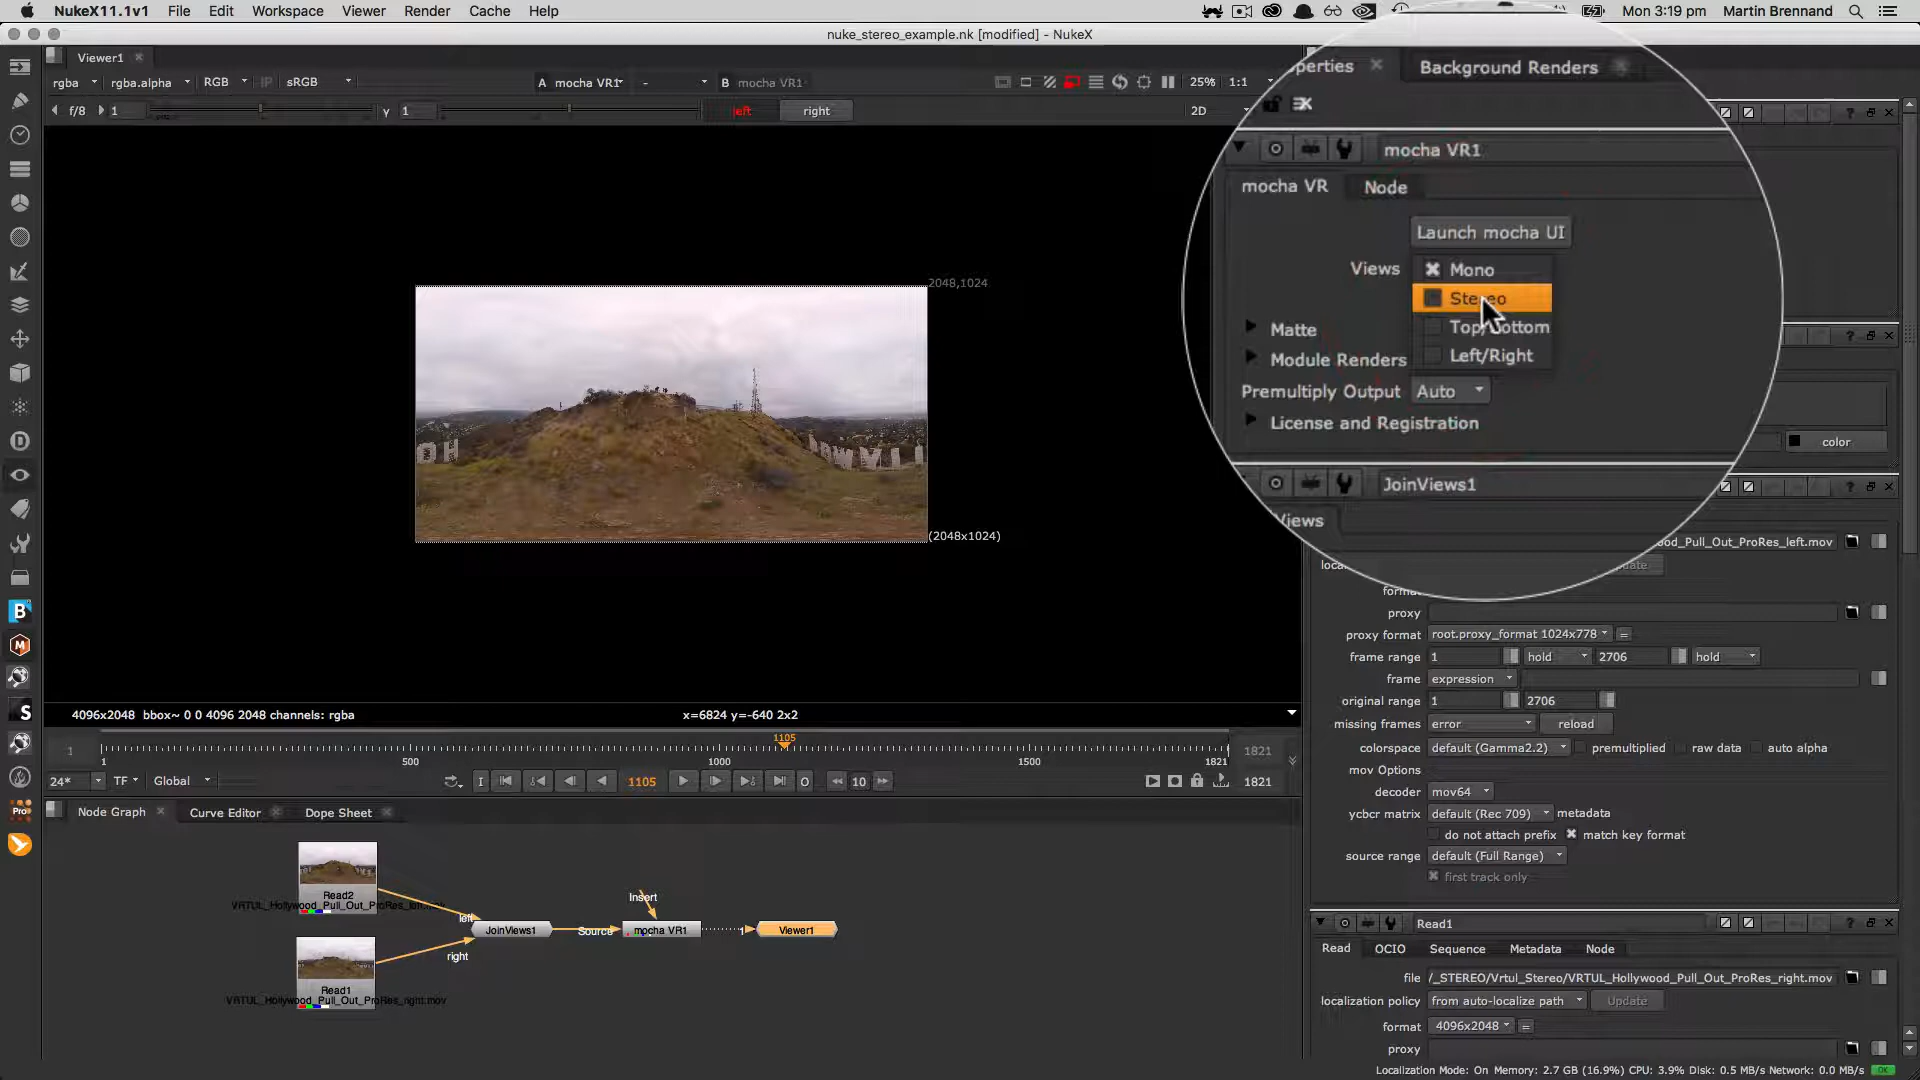 NukeX11.1v1 File Edit Workspace Viewer Render Cache Help
Mon 3:19 pm Martin Brennand
nuke_stereo_example.nk [modified] - NukeX
Viewer1
rgba rgba.alpha RGB IP sRGB A mocha VR1 - B mocha VR1 25% 1:1
f/8 1 y 1 left right 2D
2048,1024
(2048x1024)
perties Background Renders
mocha VR1
mocha VR Node
Launch mocha UI
Views Mono
Stereo
Top/Bottom
Left/Right
Matte
Module Renders
Premultiply Output Auto
License and Registration
color
JoinViews1
Views
ood_Pull_Out_ProRes_left.mov
proxy
proxy format root.proxy_format 1024x778 =
frame range 1 hold 2706 hold
frame expression
original range 1 2706
missing frames error reload
colorspace default (Gamma2.2) premultiplied raw data auto alpha
mov Options
decoder mov64
ycbcr matrix default (Rec 709) metadata
do not attach prefix match key format
source range default (Full Range)
first track only
Read1
Read OCIO Sequence Metadata Node
file /_STEREO/Vrtul_Stereo/VRTUL_Hollywood_Pull_Out_ProRes_right.mov
localization policy from auto-localize path Update
format 4096x2048 =
proxy
Localization Mode: On Memory: 2.7 GB (16.9%) CPU: 3.9% Disk: 0.5 MB/s Network: 0.0 MB/s OK
4096x2048 bbox~ 0 0 4096 2048 channels: rgba x=6824 y=-640 2x2
1 1105 1821
1 500 1000 1500 1821
24* TF Global I 1105 O 10 1821
Node Graph Curve Editor Dope Sheet
Read2
left
Insert
JoinViews1 Source mocha VR1 1 Viewer1
right
Read1
VRTUL_Hollywood_Pull_Out_ProRes_right.mov